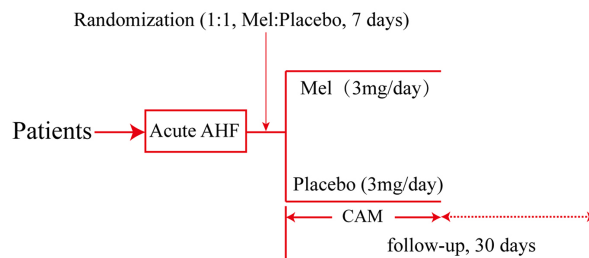 Randomization (1:1, Mel:Placebo, 7 days)
Mel（3mg/day）
Patients
Acute AHF
Placebo (3mg/day)
CAM
follow-up, 30 days